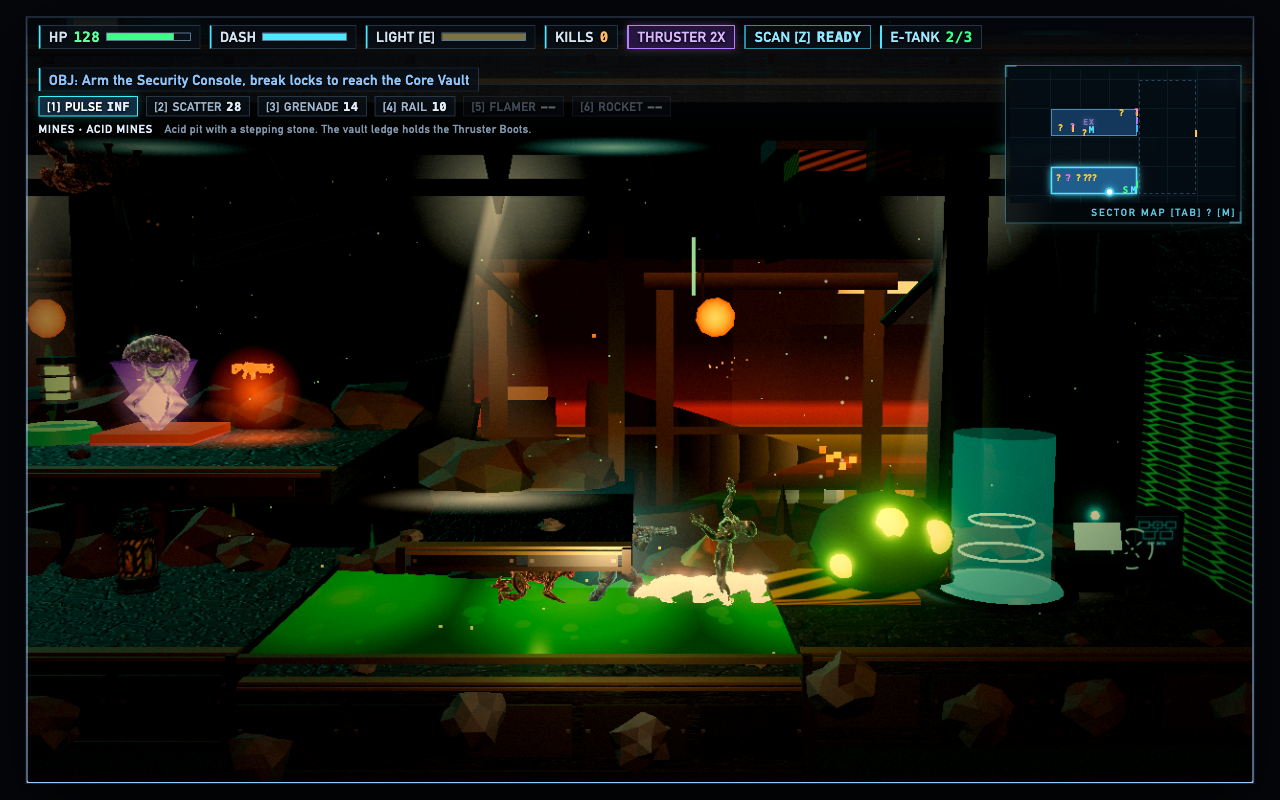 HP 128 DASH LIGHT [E] KILLS 0 THRUSTER 2X SCAN [Z] READY E-TANK 2/3
OBJ: Arm the Security Console, break locks to reach the Core Vault
[1] PULSE INF [2] SCATTER 28 [3] GRENADE 14 [4] RAIL 10 [5] FLAMER —— [6] ROCKET ——
MINES · ACID MINES Acid pit with a stepping stone. The vault ledge holds the Thruster Boots.
?
EX
? ? ? M
? ? ? ???
S M
SECTOR MAP [TAB] ? [M]